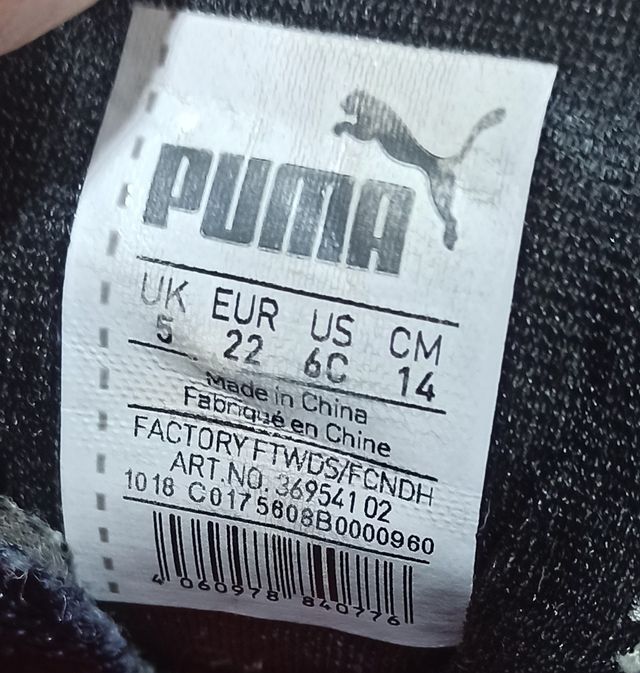 PUMA
UK EUR US CM
5 22 6C 14
Made in China
Fabriqué en Chine
FACTORY FTWDS/FCNDH
ART.NO. 369541 02
1018 C0175608B0000960
4 060978 840776